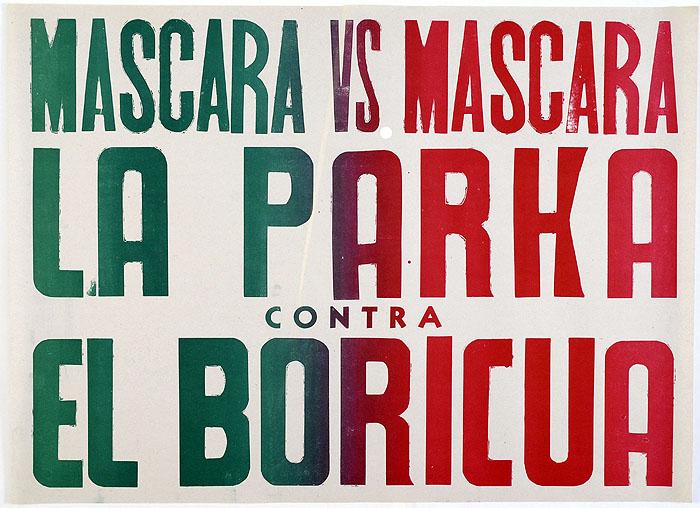 MASCARA VS MASCARA
LA PARKA
CONTRA
EL BORICUA